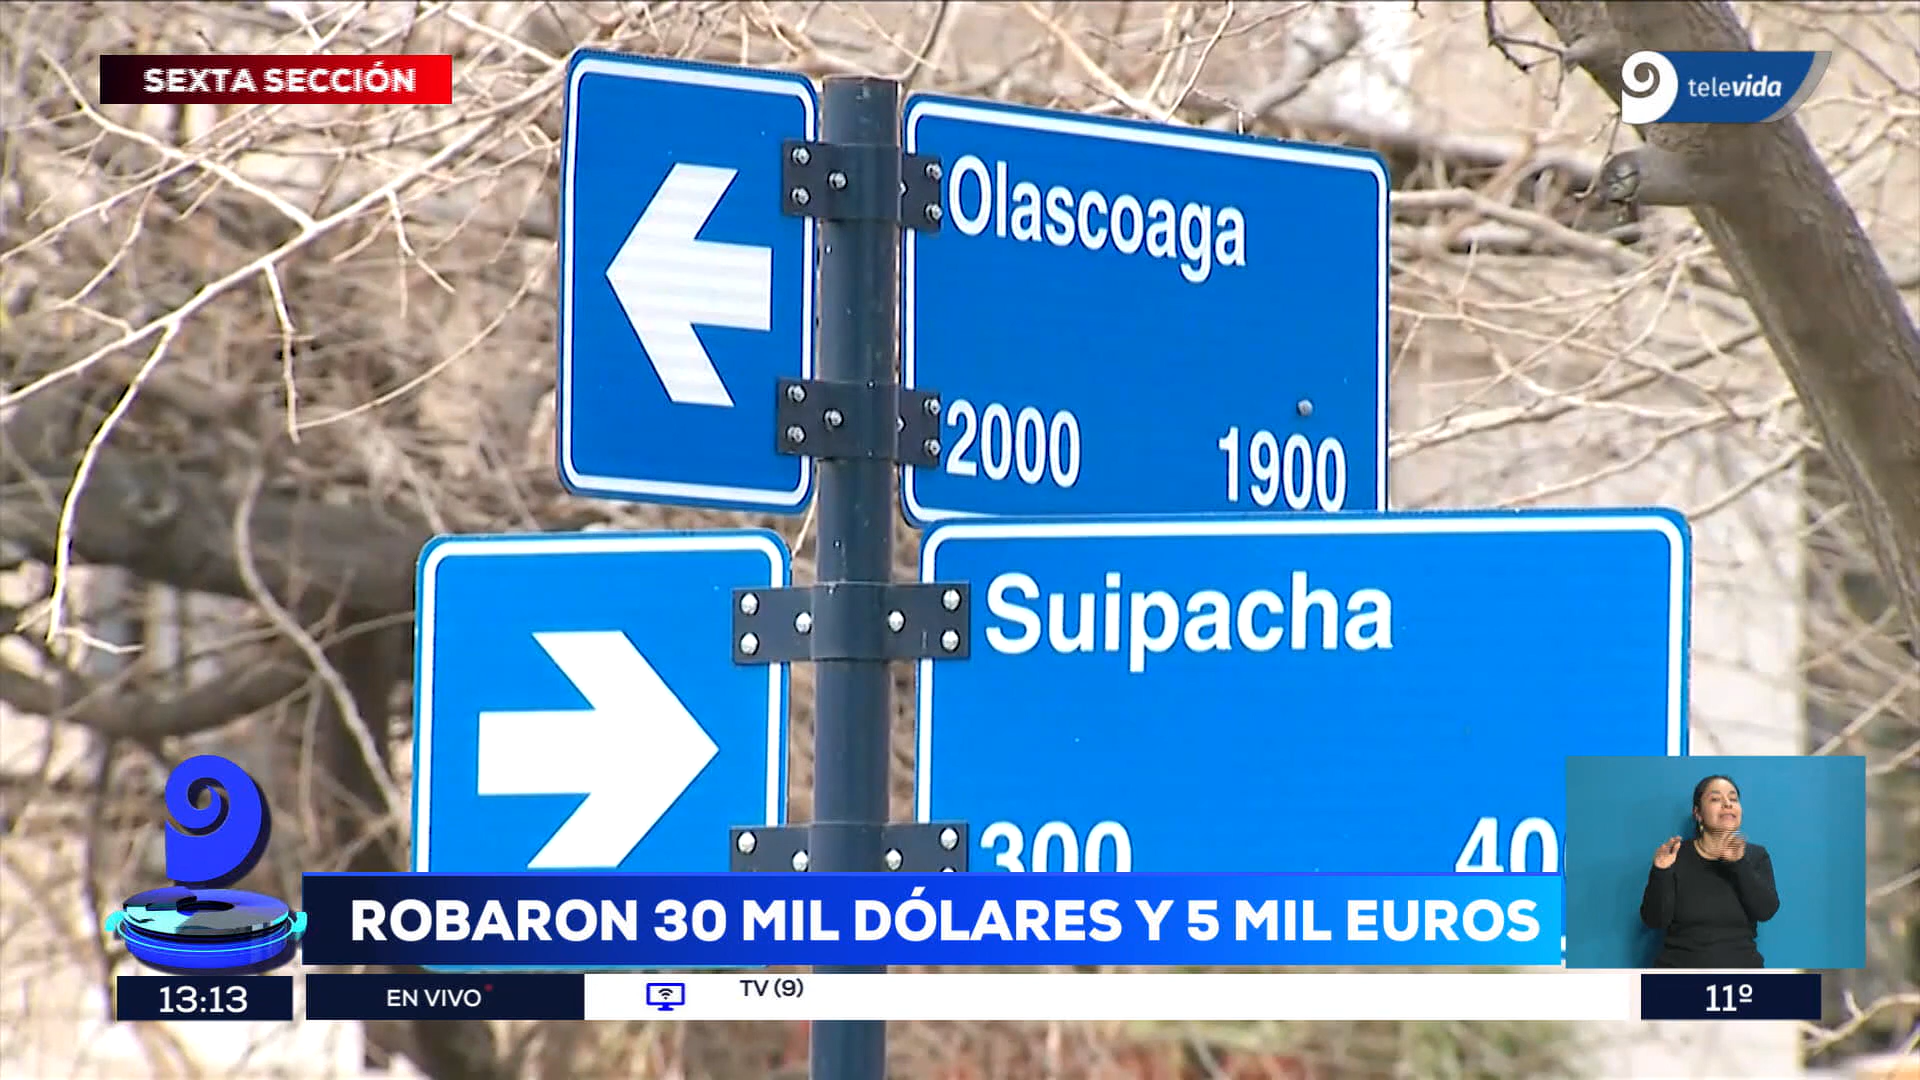 SEXTA SECCIÓN
televida
Olascoaga
2000 1900
Suipacha
300 40
ROBARON 30 MIL DÓLARES Y 5 MIL EUROS
13:13
EN VIVO
TV (9)
11º